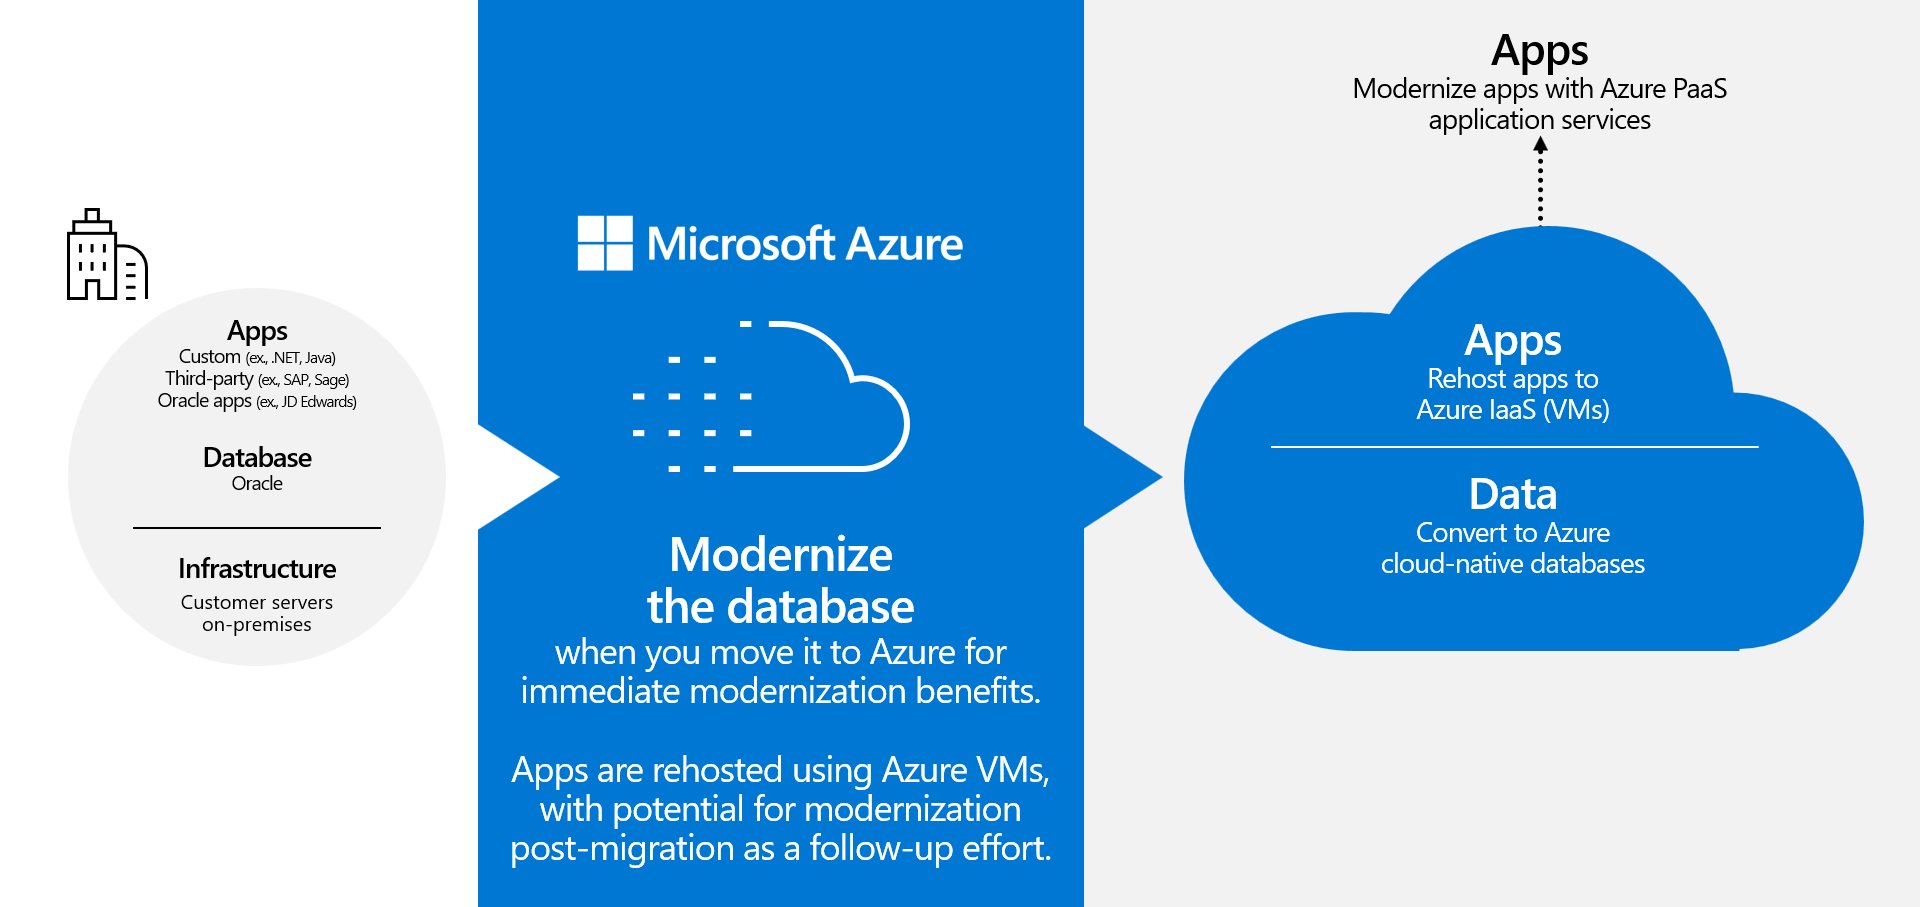 Apps
Custom (ex., .NET, Java)
Third-party (ex., SAP, Sage)
Oracle apps (ex., JD Edwards)
Database
Oracle
Infrastructure
Customer servers
on-premises
Microsoft Azure
Modernize
the database
when you move it to Azure for
immediate modernization benefits.
Apps are rehosted using Azure VMs,
with potential for modernization
post-migration as a follow-up effort.
Apps
Modernize apps with Azure PaaS
application services
Apps
Rehost apps to
Azure IaaS (VMs)
Data
Convert to Azure
cloud-native databases